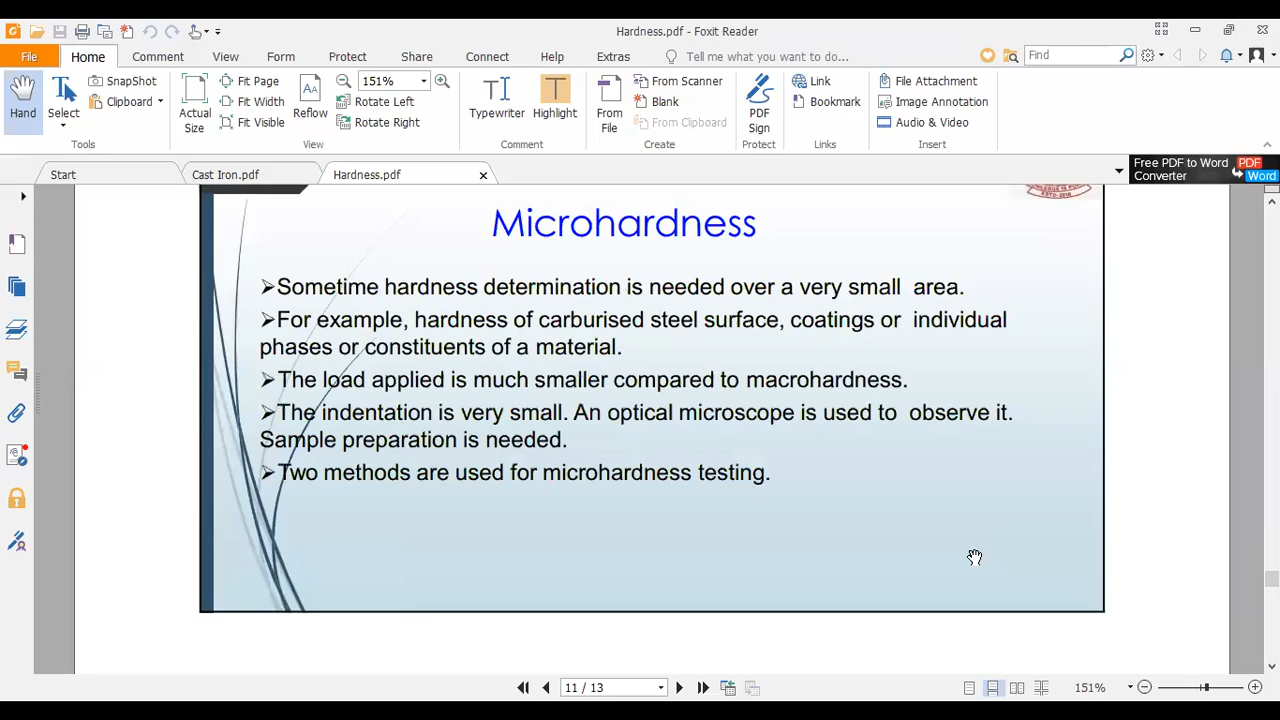 Hardness.pdf - Foxit Reader
File Home Comment View Form Protect Share Connect Help Extras Tell me what you want to do... Find
Hand
Select
SnapShot
Clipboard
Tools
Actual Size
Fit Page
Fit Width
Fit Visible
Reflow
151%
Rotate Left
Rotate Right
View
Typewriter
Highlight
Comment
From File
From Scanner
Blank
From Clipboard
Create
PDF Sign
Protect
Link
Bookmark
Links
File Attachment
Image Annotation
Audio & Video
Insert
Start Cast Iron.pdf Hardness.pdf
Free PDF to Word PDF
Converter Word
Microhardness
➢Sometime hardness determination is needed over a very small area.
➢For example, hardness of carburised steel surface, coatings or individual
phases or constituents of a material.
➢The load applied is much smaller compared to macrohardness.
➢The indentation is very small. An optical microscope is used to observe it.
Sample preparation is needed.
➢Two methods are used for microhardness testing.
11 / 13
151%